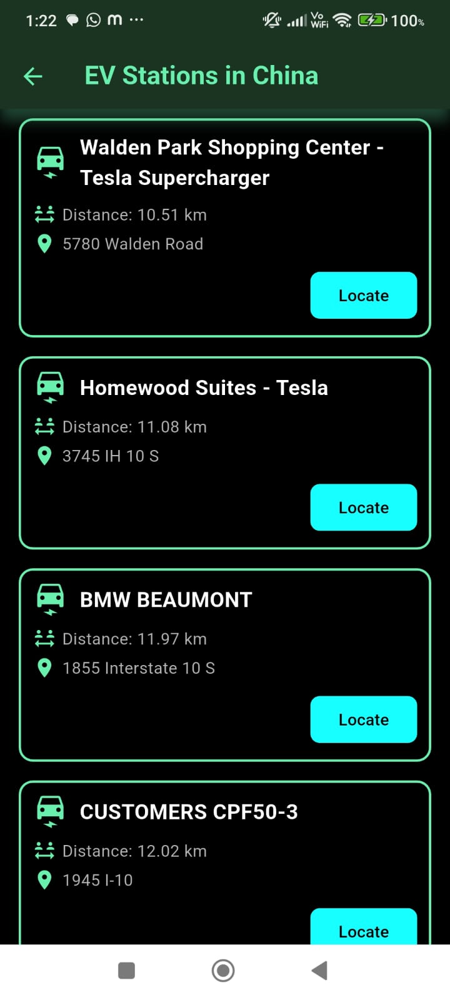 1:22 m ... Vo WiFi 100%
EV Stations in China
Walden Park Shopping Center -
Tesla Supercharger
Distance: 10.51 km
5780 Walden Road
Locate
Homewood Suites - Tesla
Distance: 11.08 km
3745 IH 10 S
Locate
BMW BEAUMONT
Distance: 11.97 km
1855 Interstate 10 S
Locate
CUSTOMERS CPF50-3
Distance: 12.02 km
1945 I-10
Locate